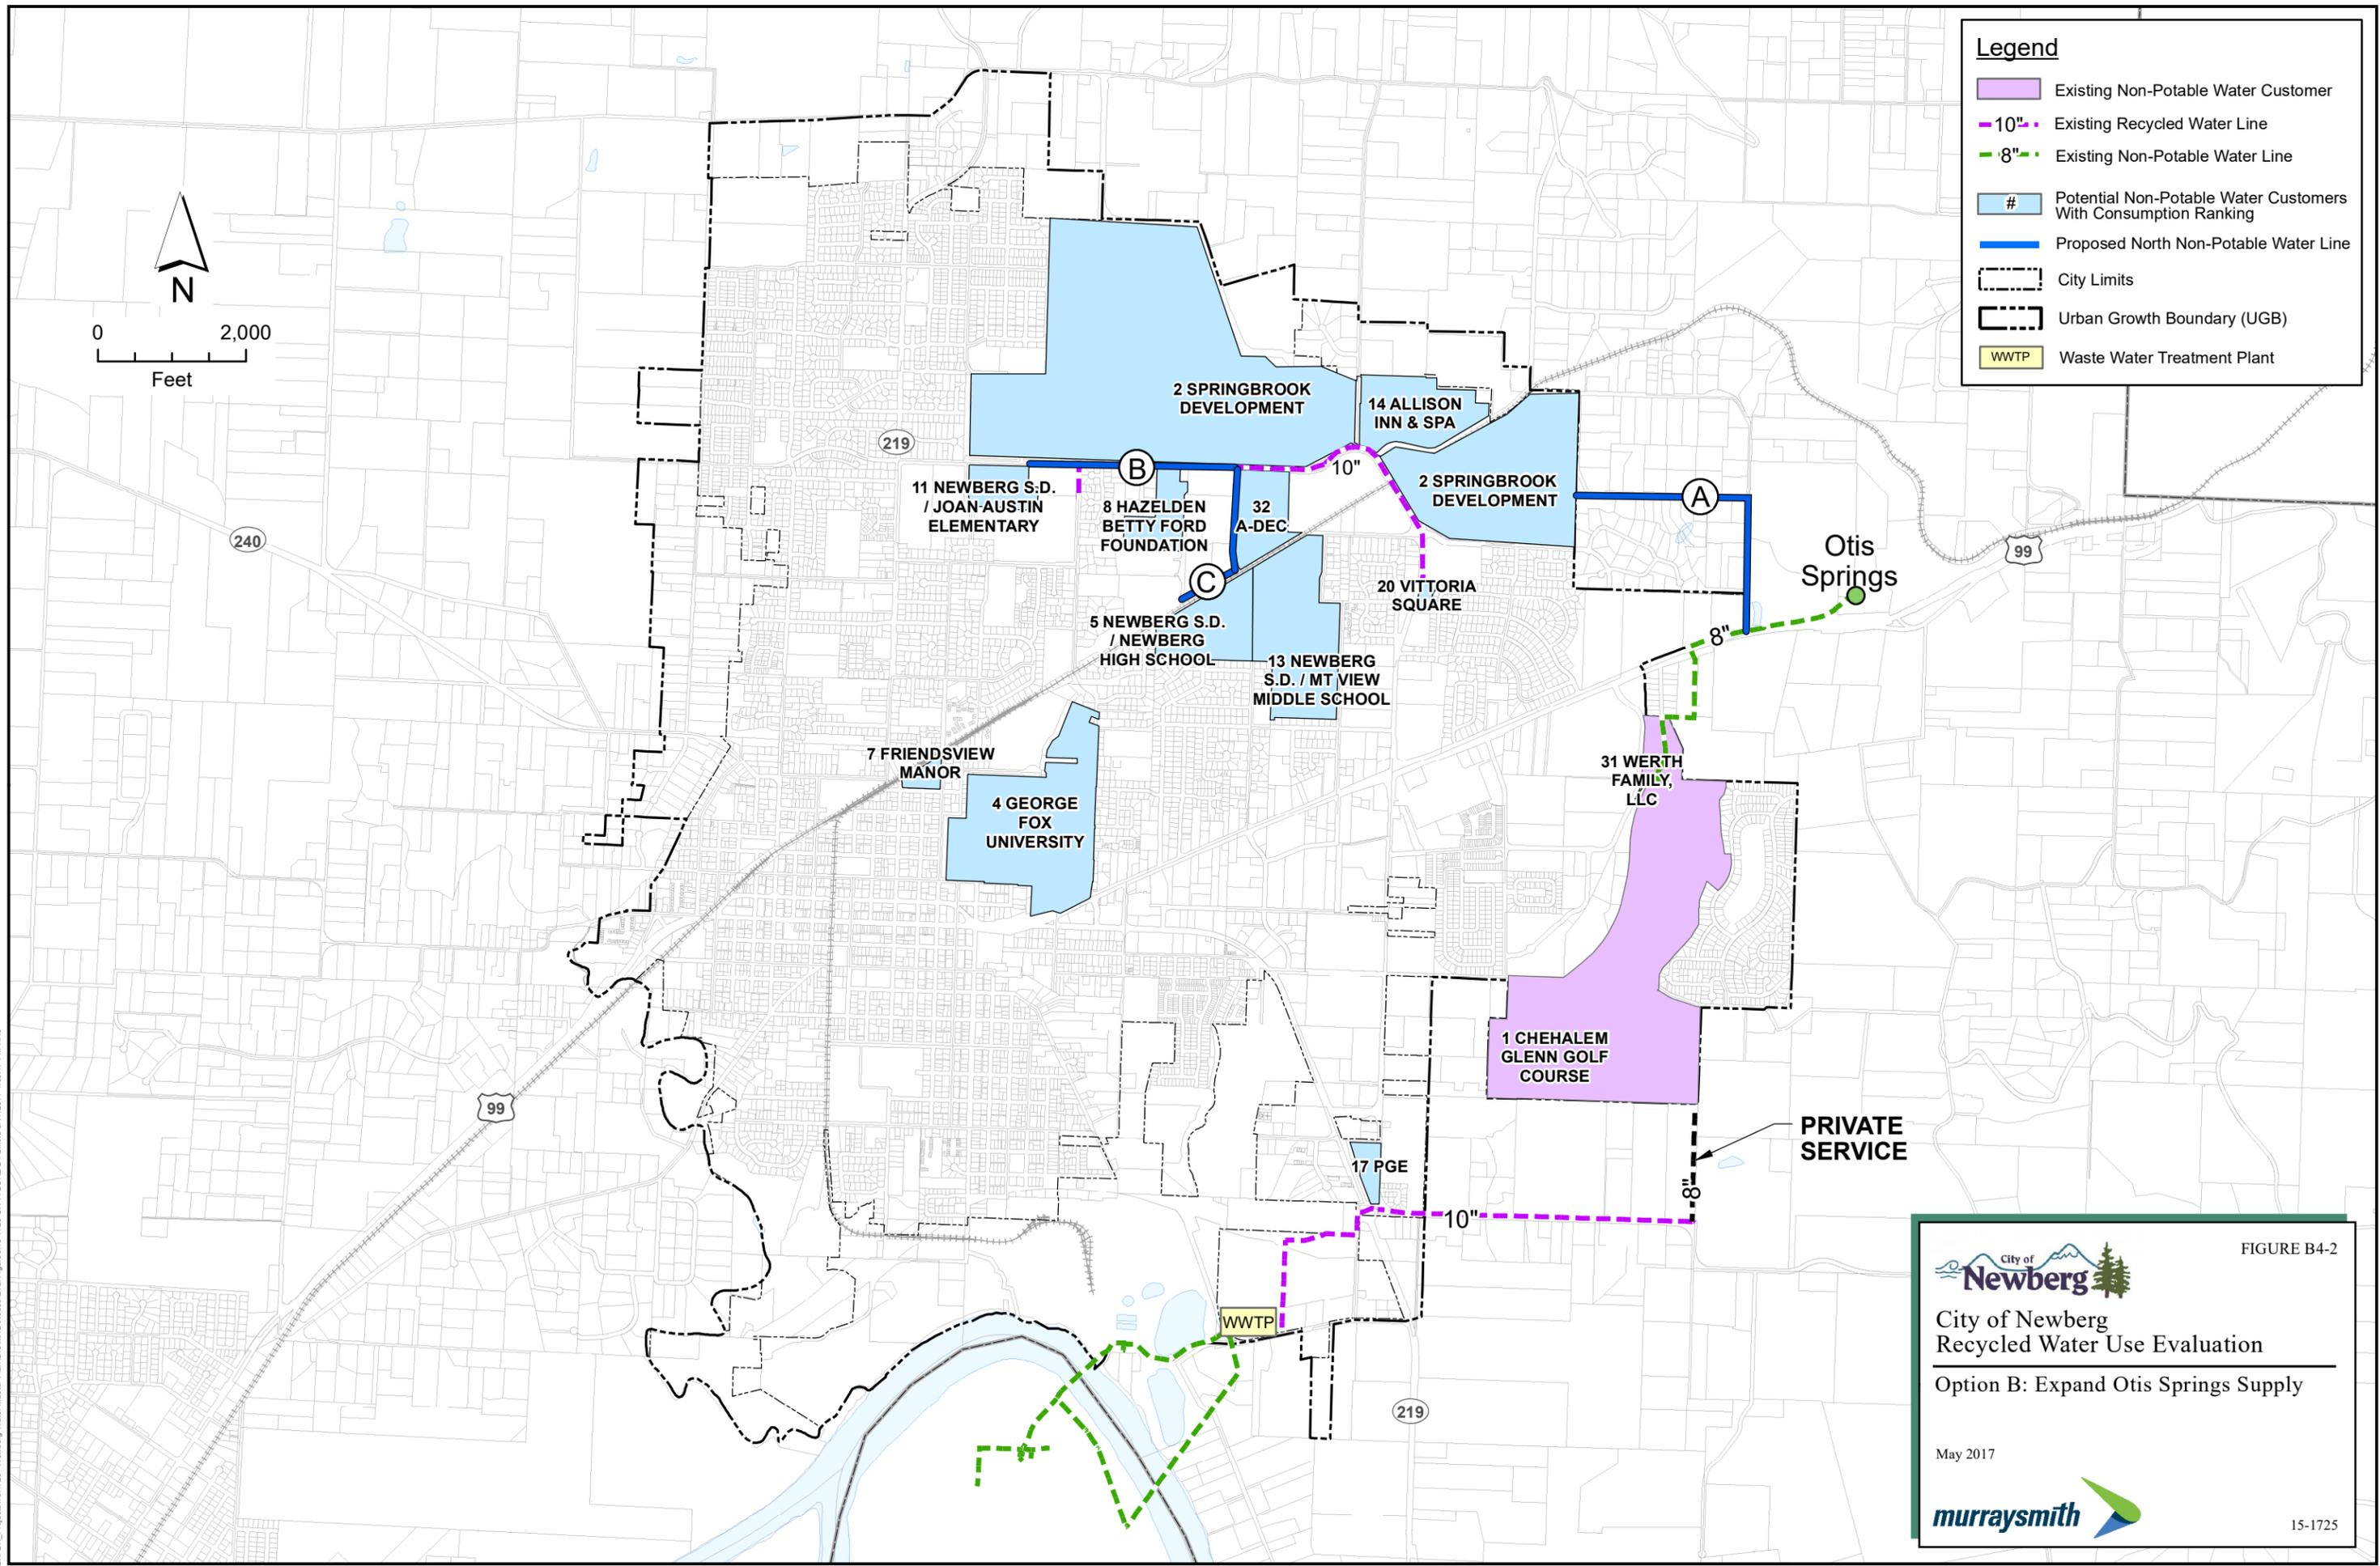 Legend
Existing Non-Potable Water Customer
10" Existing Recycled Water Line
8" Existing Non-Potable Water Line
# Potential Non-Potable Water Customers
With Consumption Ranking
Proposed North Non-Potable Water Line
City Limits
Urban Growth Boundary (UGB)
WWTP Waste Water Treatment Plant
N
0 2,000
Feet
2 SPRINGBROOK
DEVELOPMENT
14 ALLISON
INN & SPA
219
B
10"
11 NEWBERG S.D.
/ JOAN AUSTIN
ELEMENTARY
8 HAZELDEN
BETTY FORD
FOUNDATION
32
A-DEC
2 SPRINGBROOK
DEVELOPMENT
A
240
Otis
Springs
99
C
20 VITTORIA
SQUARE
5 NEWBERG S.D.
/ NEWBERG
HIGH SCHOOL
8"
13 NEWBERG
S.D. / MT VIEW
MIDDLE SCHOOL
7 FRIENDSVIEW
MANOR
31 WERTH
FAMILY,
LLC
4 GEORGE
FOX
UNIVERSITY
1 CHEHALEM
GLENN GOLF
COURSE
99
PRIVATE
SERVICE
17 PGE
8"
10"
WWTP
219
City of
Newberg
FIGURE B4-2
City of Newberg
Recycled Water Use Evaluation
Option B: Expand Otis Springs Supply
May 2017
murraysmith
15-1725